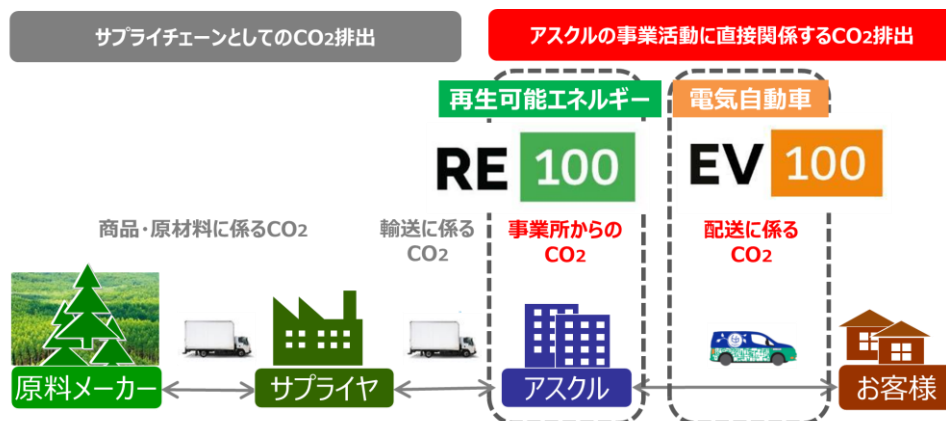 サプライチェーンとしてのCO2排出
アスクルの事業活動に直接関係するCO2排出
再生可能エネルギー
電気自動車
RE 100
EV 100
商品・原材料に係るCO2
輸送に係る
CO2
事業所からの
CO2
配送に係る
CO2
原料メーカー
サプライヤ
アスクル
お客様